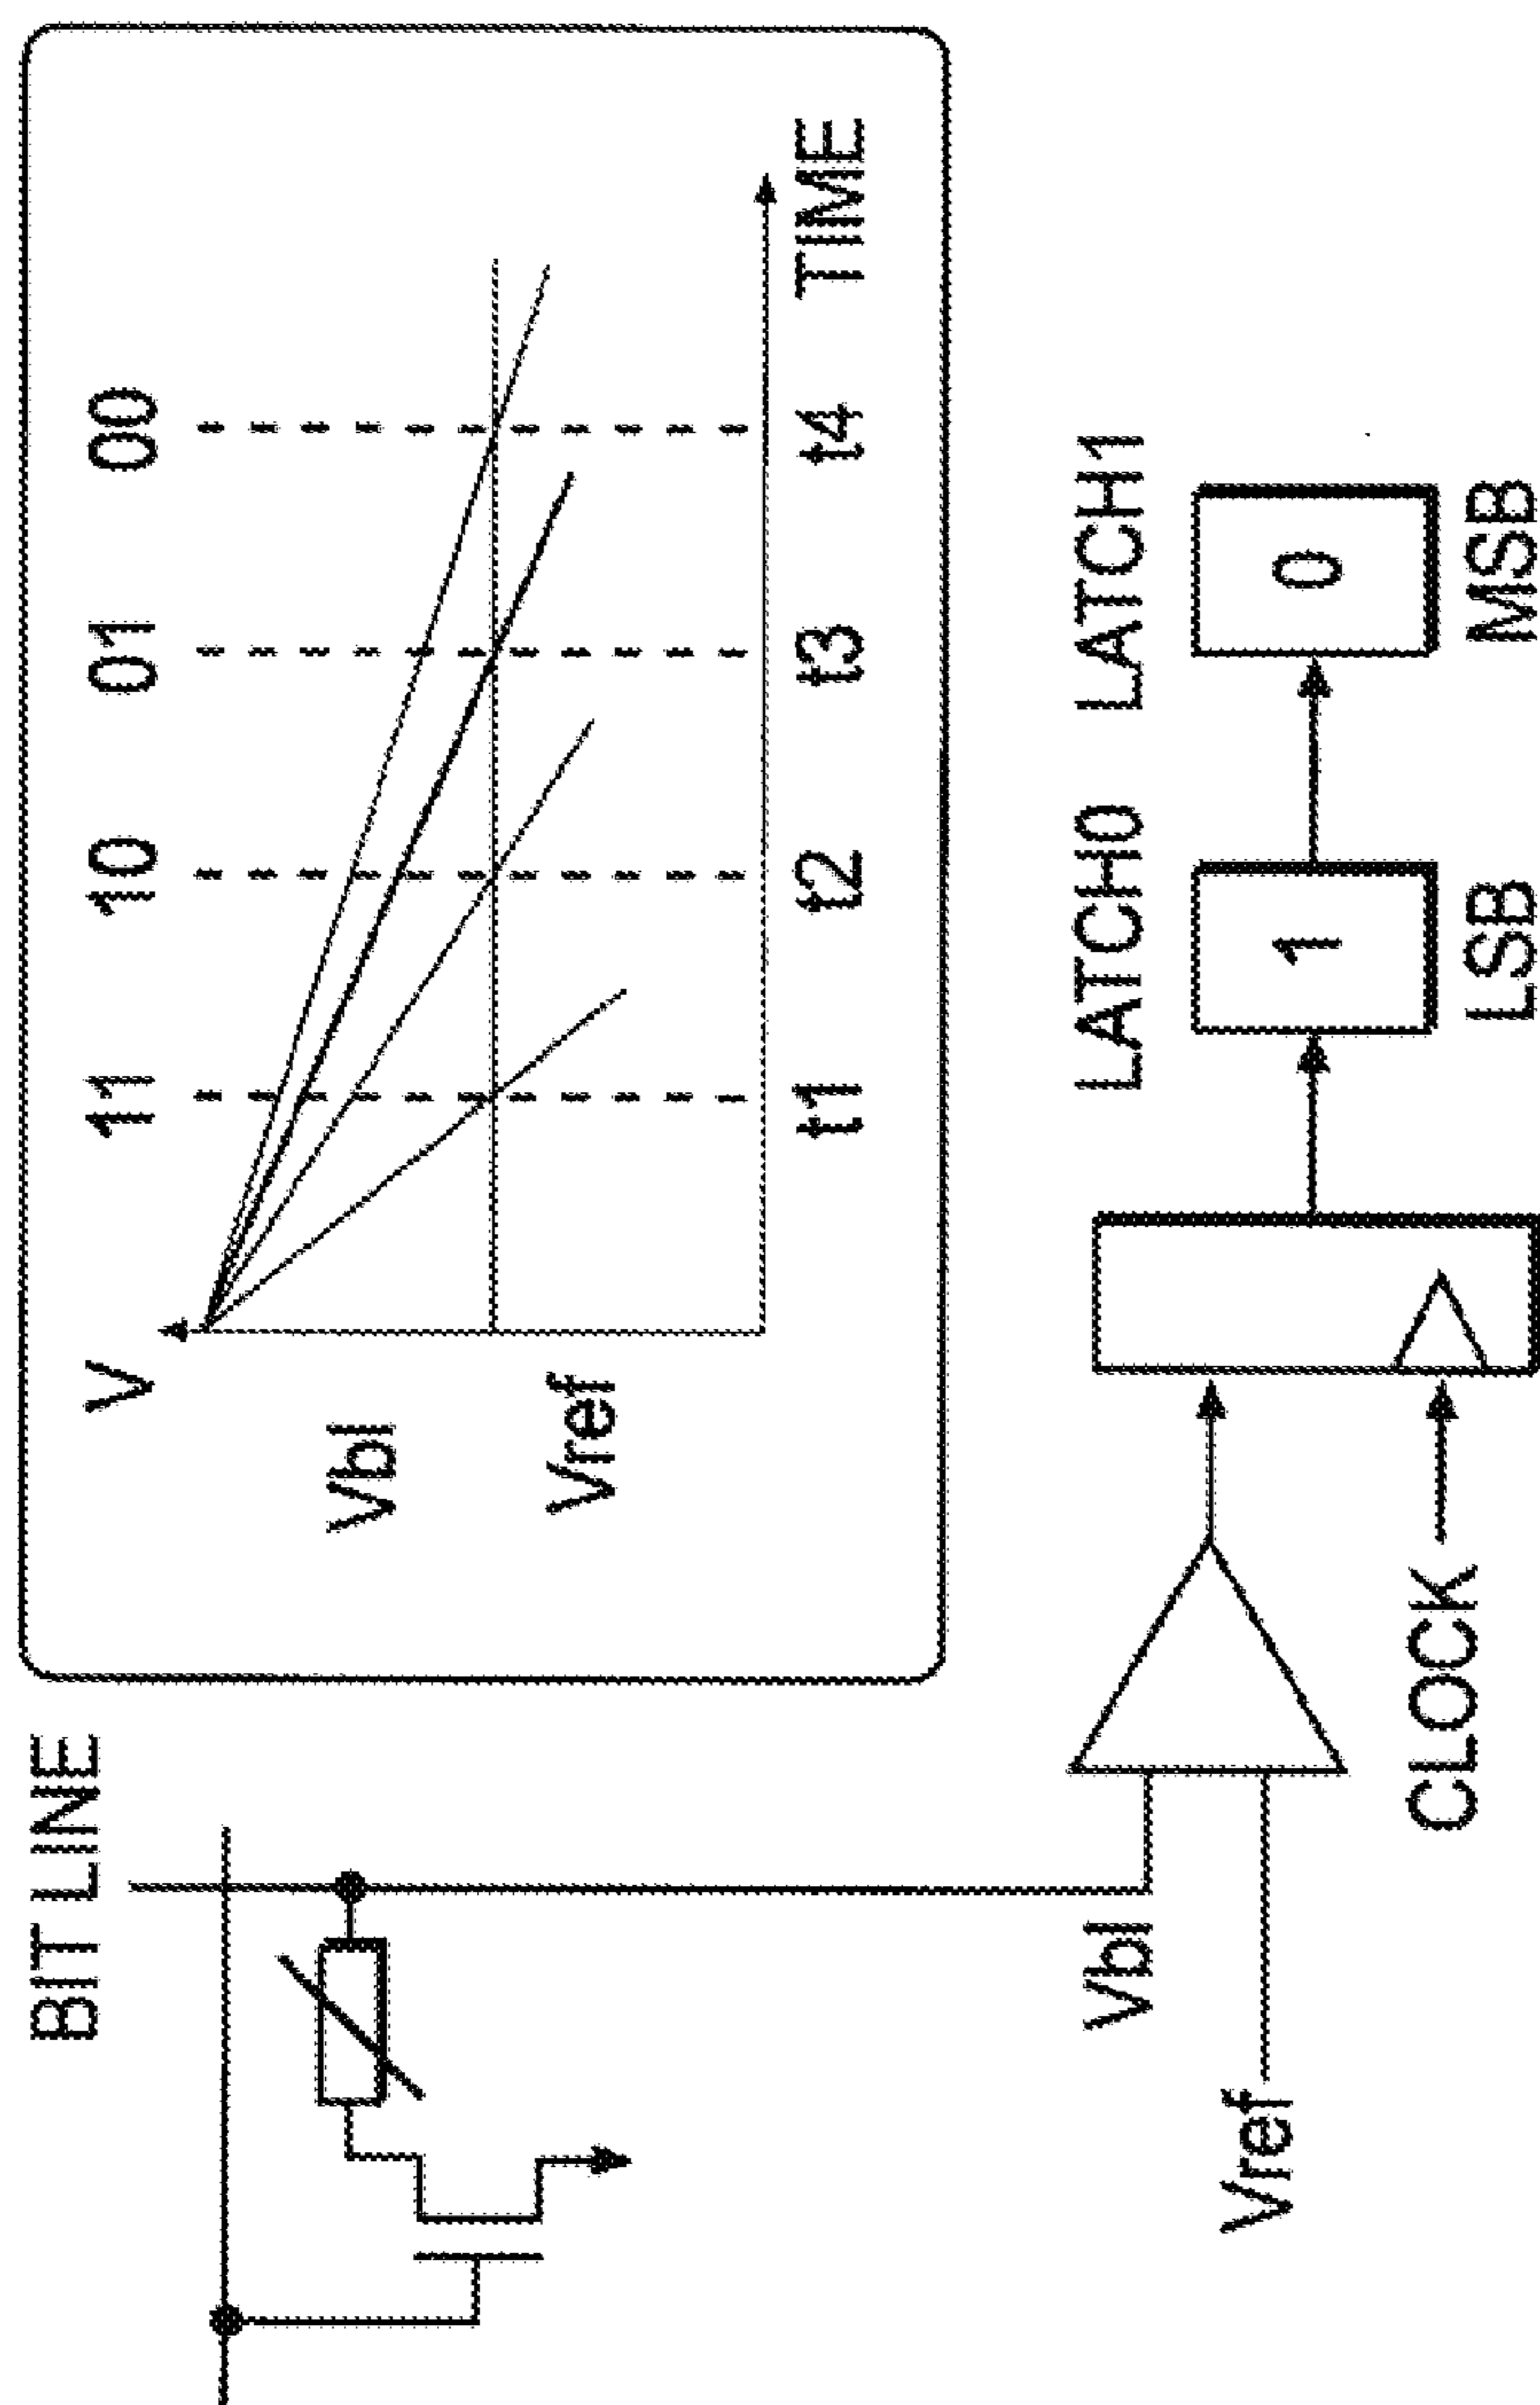 BIT LINE
V
11
10
01
00
Vbl
Vref
t1
t2
t3
t4
TIME
LATCH0
LATCH1
Vbl
1
0
Vref
CLOCK
LSB
MSB